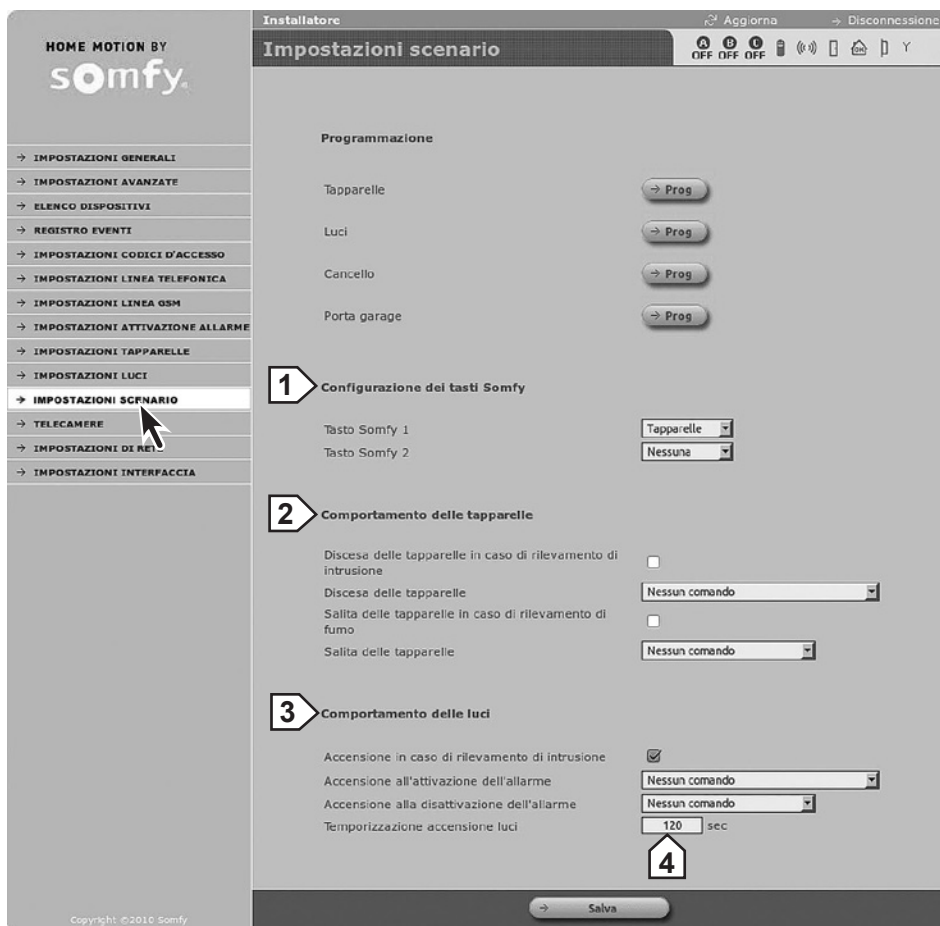 Installatore
Aggiorna
Disconnessione
HOME MOTION BY
somfy.
Impostazioni scenario
A B C
OFF OFF OFF
OK
→ IMPOSTAZIONI GENERALI
→ IMPOSTAZIONI AVANZATE
→ ELENCO DISPOSITIVI
→ REGISTRO EVENTI
→ IMPOSTAZIONI CODICI D'ACCESSO
→ IMPOSTAZIONI LINEA TELEFONICA
→ IMPOSTAZIONI LINEA GSM
→ IMPOSTAZIONI ATTIVAZIONE ALLARME
→ IMPOSTAZIONI TAPPARELLE
→ IMPOSTAZIONI LUCI
→ IMPOSTAZIONI SCENARIO
→ TELECAMERE
→ IMPOSTAZIONI DI RETE
→ IMPOSTAZIONI INTERFACCIA
Copyright ©2010 Somfy
Programmazione
Tapparelle → Prog
Luci → Prog
Cancello → Prog
Porta garage → Prog
1 Configurazione dei tasti Somfy
Tasto Somfy 1 Tapparelle
Tasto Somfy 2 Nessuna
2 Comportamento delle tapparelle
Discesa delle tapparelle in caso di rilevamento di
intrusione
Discesa delle tapparelle Nessun comando
Salita delle tapparelle in caso di rilevamento di
fumo
Salita delle tapparelle Nessun comando
3 Comportamento delle luci
Accensione in caso di rilevamento di intrusione
Accensione all'attivazione dell'allarme Nessun comando
Accensione alla disattivazione dell'allarme Nessun comando
Temporizzazione accensione luci 120 sec
4
→ Salva